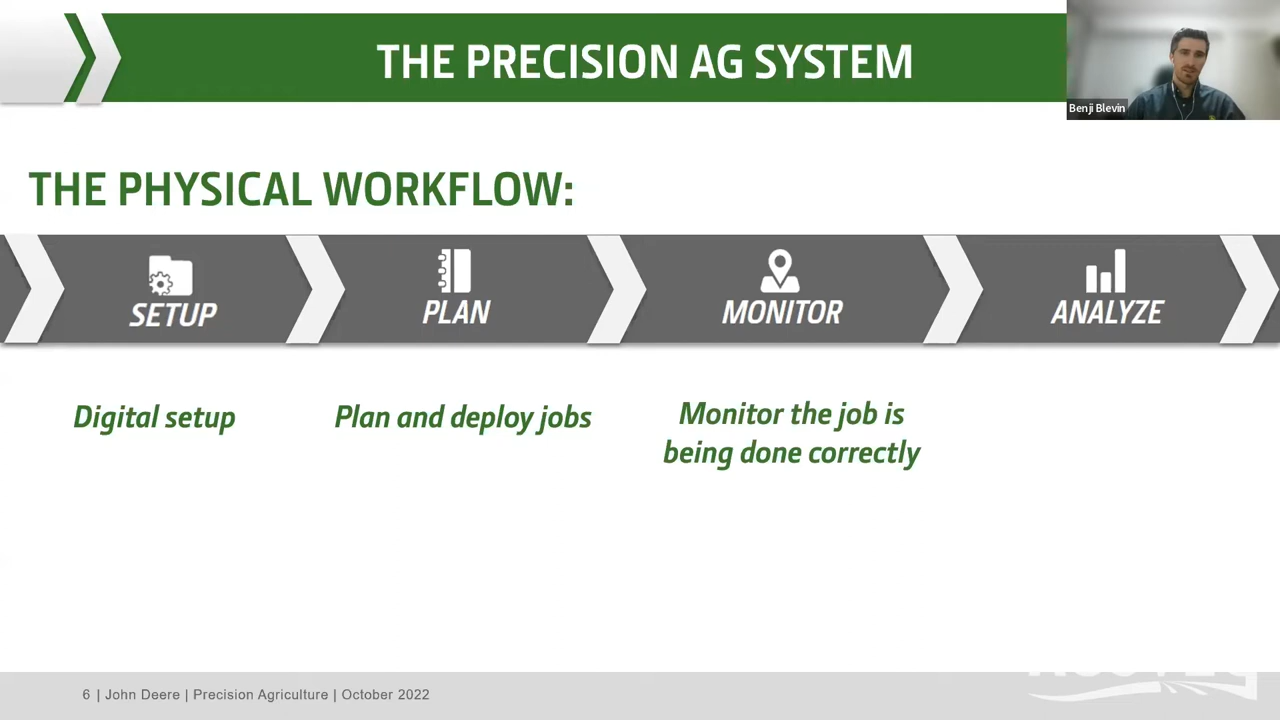 THE PRECISION AG SYSTEM
Benji Blevin
THE PHYSICAL WORKFLOW:
SETUP
PLAN
MONITOR
ANALYZE
Digital setup
Plan and deploy jobs
Monitor the job is
being done correctly
6 | John Deere | Precision Agriculture | October 2022